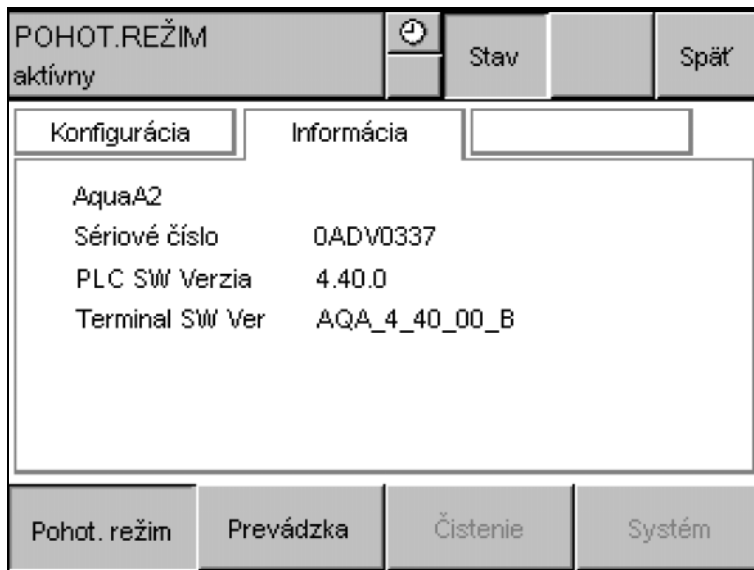 POHOT.REŽIM
aktívny
Stav
Späť
Konfigurácia
Informácia
AquaA2
Sériové číslo 0ADV0337
PLC SW Verzia 4.40.0
Terminal SW Ver AQA_4_40_00_B
Pohot. režim
Prevádzka
Čistenie
Systém